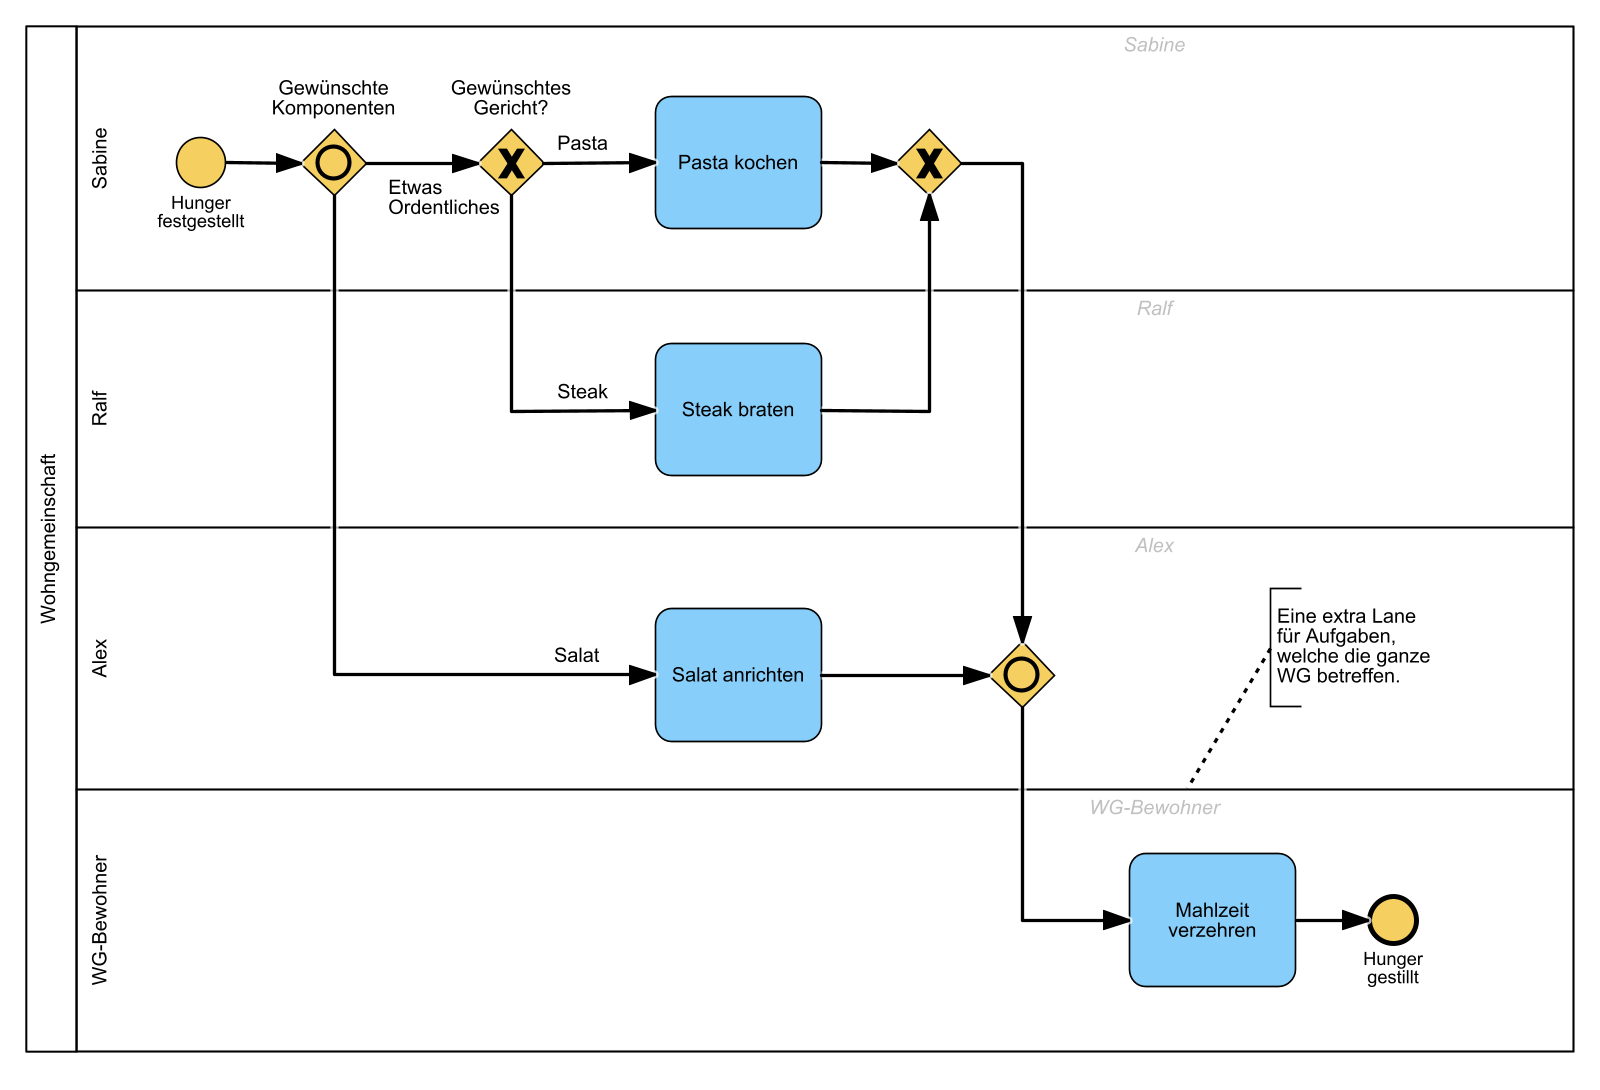 Wohngemeinschaft
Sabine
Sabine
Gewünschte
Komponenten
Gewünschtes
Gericht?
Hunger
festgestellt
Etwas
Ordentliches
Pasta
Pasta kochen
Ralf
Ralf
Steak
Steak braten
Alex
Alex
Salat
Salat anrichten
Eine extra Lane
für Aufgaben,
welche die ganze
WG betreffen.
WG-Bewohner
WG-Bewohner
Mahlzeit
verzehren
Hunger
gestillt